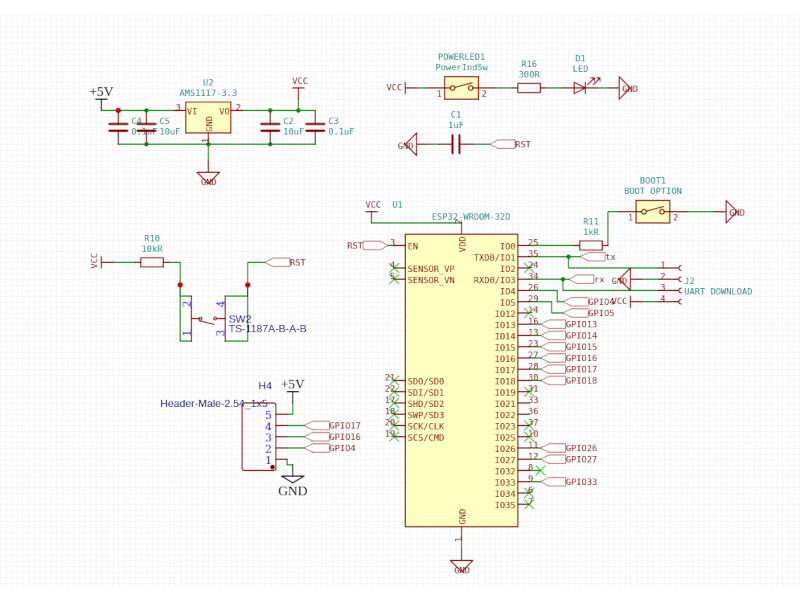 +5V
U2
AMS1117-3.3
3
VI
VO
2
GND
1
VCC
C4
0.1uF
C5
10uF
C2
10uF
C3
0.1uF
GND
POWERLED1
PowerIndSw
VCC
1
2
R16
300R
D1
LED
GND
C1
1uF
GND
RST
BOOT1
BOOT OPTION
1
2
GND
R11
1kR
VCC
R10
10kR
RST
2
1
4
3
SW2
TS-1187A-B-A-B
VCC
U1
ESP32-WROOM-32D
2
VDD
RST
3
EN
4
SENSOR_VP
5
SENSOR_VN
21
SDO/SD0
22
SDI/SD1
17
SHD/SD2
18
SWP/SD3
20
SCK/CLK
19
SCS/CMD
IO0
25
TXD0/IO1
35
tx
IO2
24
RXD0/IO3
34
rx
IO4
26
GPIO4
IO5
29
GPIO5
IO12
14
IO13
16
GPIO13
IO14
13
GPIO14
IO15
23
GPIO15
IO16
27
GPIO16
IO17
28
GPIO17
IO18
30
GPIO18
IO19
31
IO21
33
IO22
36
IO23
37
IO25
10
IO26
11
GPIO26
IO27
12
GPIO27
IO32
8
IO33
9
GPIO33
IO34
6
IO35
7
GND
1
GND
GND
VCC
1
2
3
4
J2
UART DOWNLOAD
H4
+5V
Header-Male-2.54_1x5
5
4
GPIO17
3
GPIO16
2
GPIO4
1
GND